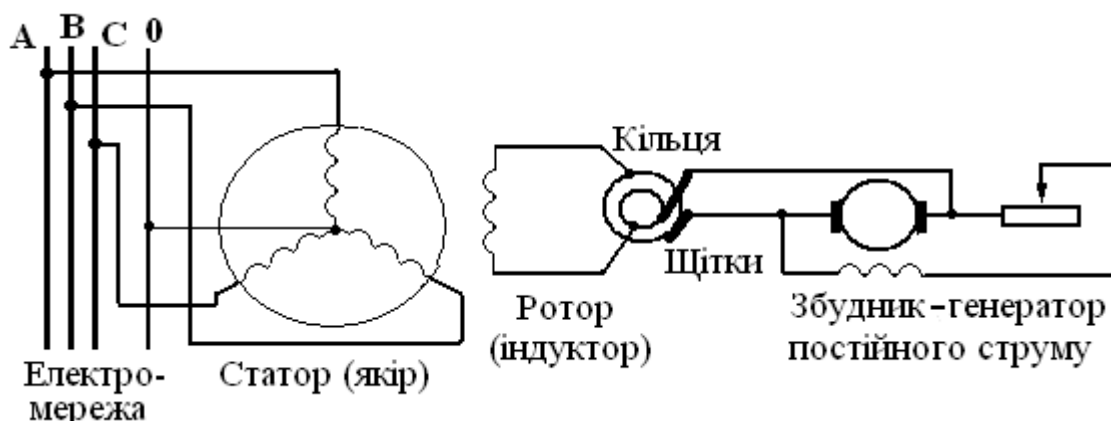 A B C 0
Кільця
Щітки
Ротор
(індуктор)
Збудник–генератор
постійного струму
Статор (якір)
Електро-
мережа